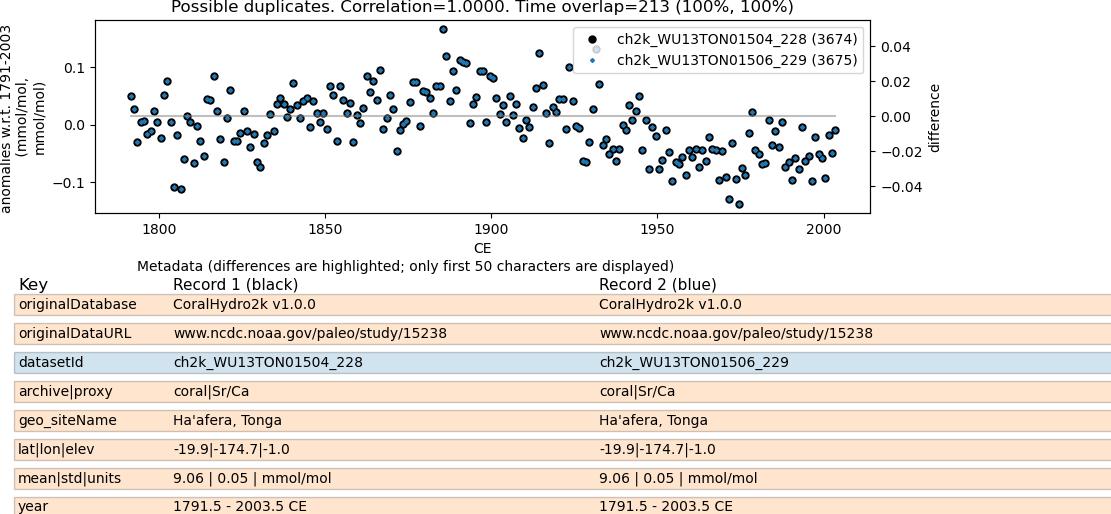 Possible duplicates. Correlation=1.0000. Time overlap=213 (100%, 100%)
anomalies w.r.t. 1791-2003
(mmol/mol,
mmol/mol)
0.1
0.0
−0.1
ch2k_WU13TON01504_228 (3674)
ch2k_WU13TON01506_229 (3675)
0.04
0.02
0.00
−0.02
−0.04
difference
1800
1850
1900
1950
2000
CE
Metadata (differences are highlighted; only first 50 characters are displayed)
Key Record 1 (black) Record 2 (blue)
originalDatabase CoralHydro2k v1.0.0 CoralHydro2k v1.0.0
originalDataURL www.ncdc.noaa.gov/paleo/study/15238 www.ncdc.noaa.gov/paleo/study/15238
datasetId ch2k_WU13TON01504_228 ch2k_WU13TON01506_229
archive|proxy coral|Sr/Ca coral|Sr/Ca
geo_siteName Ha'afera, Tonga Ha'afera, Tonga
lat|lon|elev -19.9|-174.7|-1.0 -19.9|-174.7|-1.0
mean|std|units 9.06 | 0.05 | mmol/mol 9.06 | 0.05 | mmol/mol
year 1791.5 - 2003.5 CE 1791.5 - 2003.5 CE